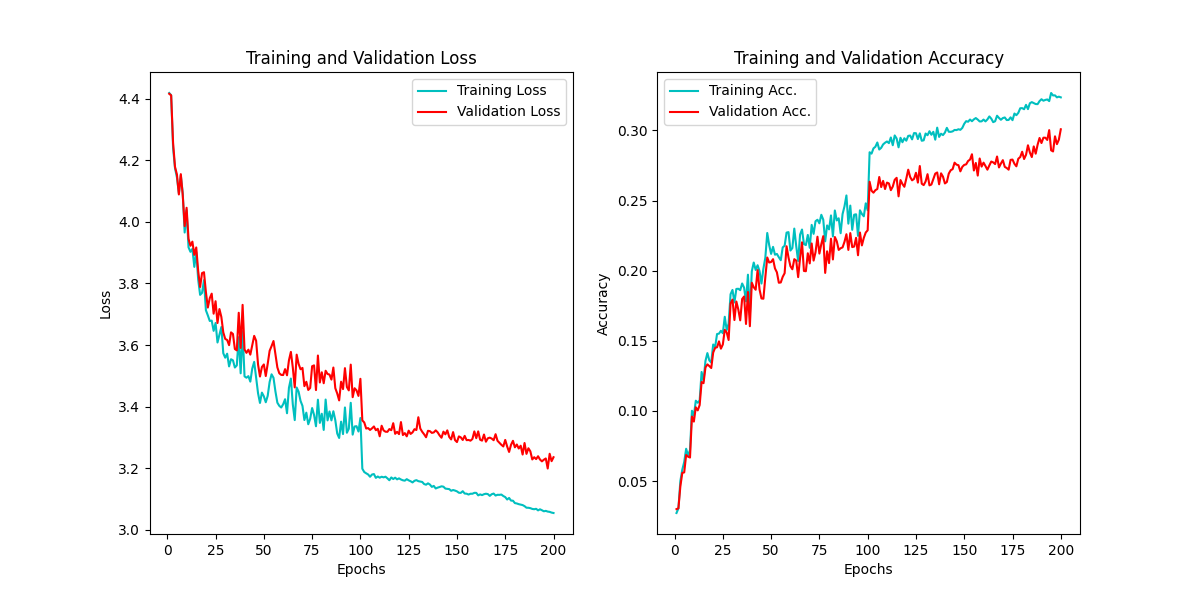 Training and Validation Loss
Training Loss
Validation Loss
Loss
4.4
4.2
4.0
3.8
3.6
3.4
3.2
3.0
0 25 50 75 100 125 150 175 200
Epochs
Training and Validation Accuracy
Training Acc.
Validation Acc.
Accuracy
0.30
0.25
0.20
0.15
0.10
0.05
0 25 50 75 100 125 150 175 200
Epochs